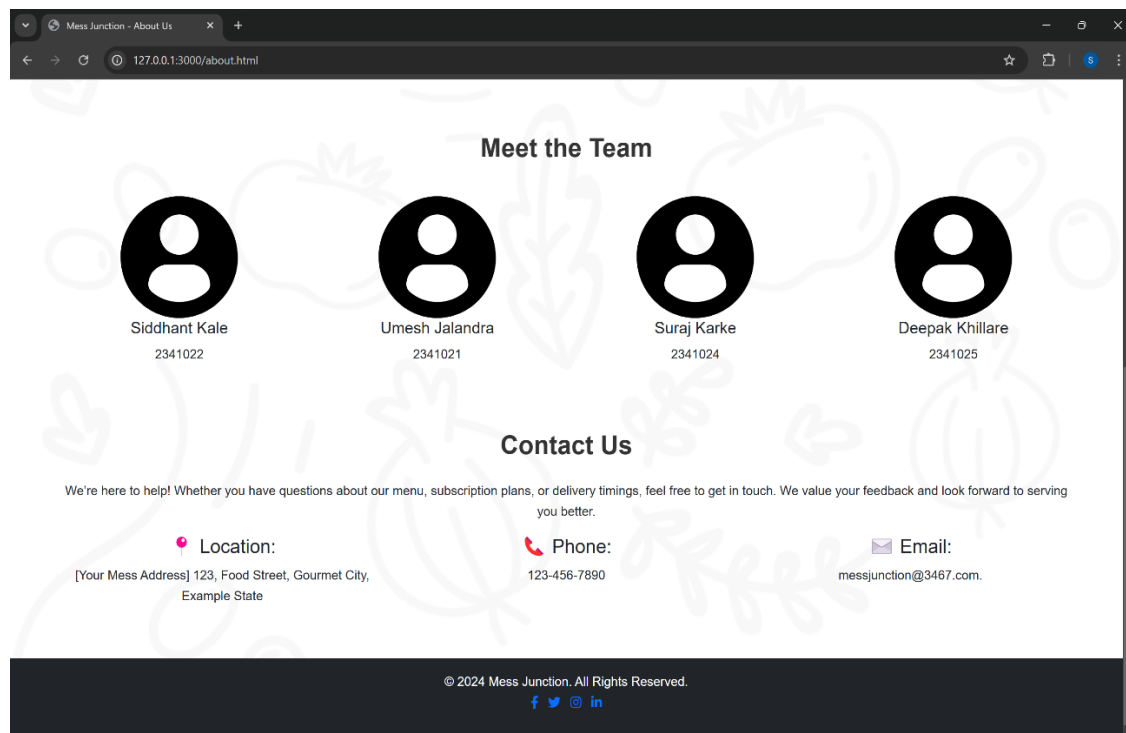 Mess Junction - About Us
127.0.0.1:3000/about.html
S
Meet the Team
Siddhant Kale
2341022
Umesh Jalandra
2341021
Suraj Karke
2341024
Deepak Khillare
2341025
Contact Us
We're here to help! Whether you have questions about our menu, subscription plans, or delivery timings, feel free to get in touch. We value your feedback and look forward to serving
you better.
Location:
[Your Mess Address] 123, Food Street, Gourmet City,
Example State
Phone:
123-456-7890
Email:
messjunction@3467.com.
© 2024 Mess Junction. All Rights Reserved.